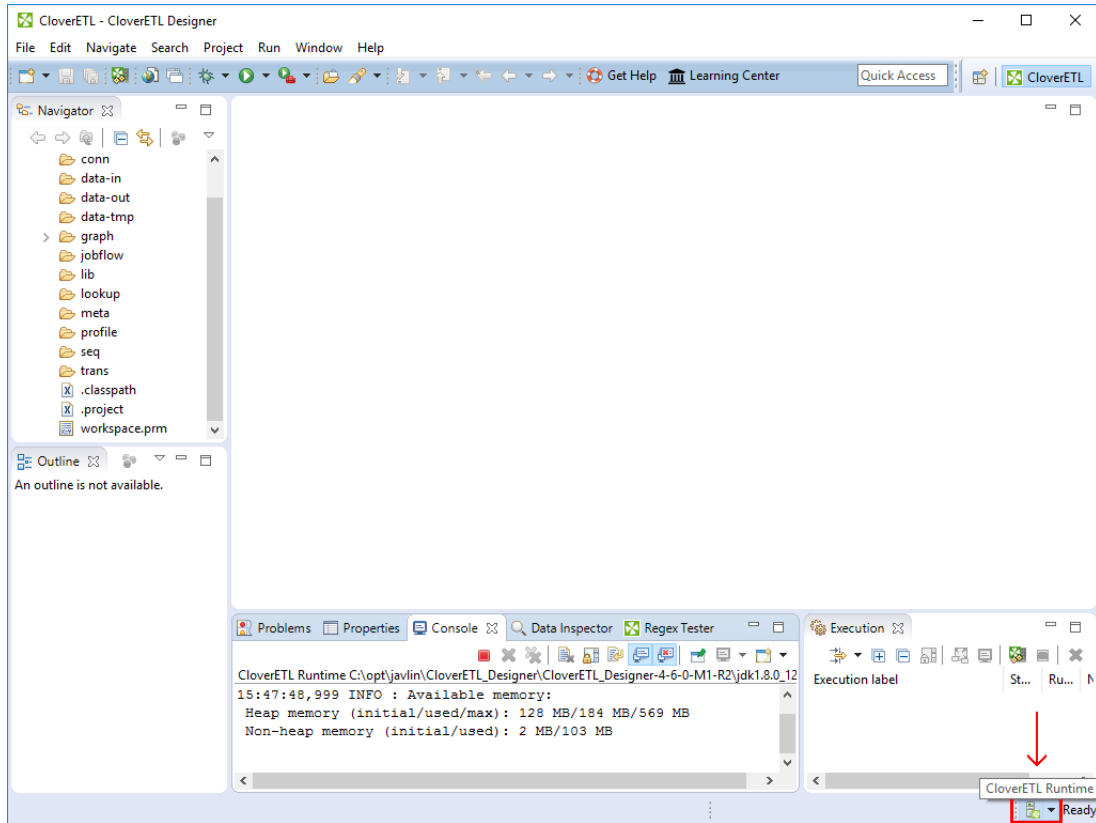 CloverETL - CloverETL Designer
File Edit Navigate Search Project Run Window Help
Get Help Learning Center Quick Access CloverETL
Navigator
conn
data-in
data-out
data-tmp
graph
jobflow
lib
lookup
meta
profile
seq
trans
.classpath
.project
workspace.prm
Outline
An outline is not available.
Problems Properties Console Data Inspector Regex Tester
CloverETL Runtime C:\opt\javlin\CloverETL_Designer\CloverETL_Designer-4-6-0-M1-R2\jdk1.8.0_12
15:47:48,999 INFO : Available memory:
Heap memory (initial/used/max): 128 MB/184 MB/569 MB
Non-heap memory (initial/used): 2 MB/103 MB
Execution
Execution label St... Ru... N
CloverETL Runtime
Ready